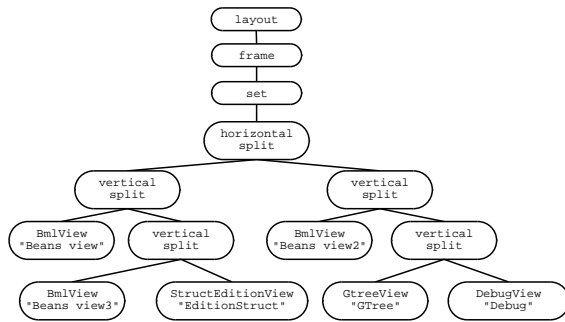 layout
frame
set
horizontal
split
vertical
split
vertical
split
BmlView
"Beans view"
vertical
split
BmlView
"Beans view2"
vertical
split
BmlView
"Beans view3"
StructEditionView
"EditionStruct"
GtreeView
"GTree"
DebugView
"Debug"